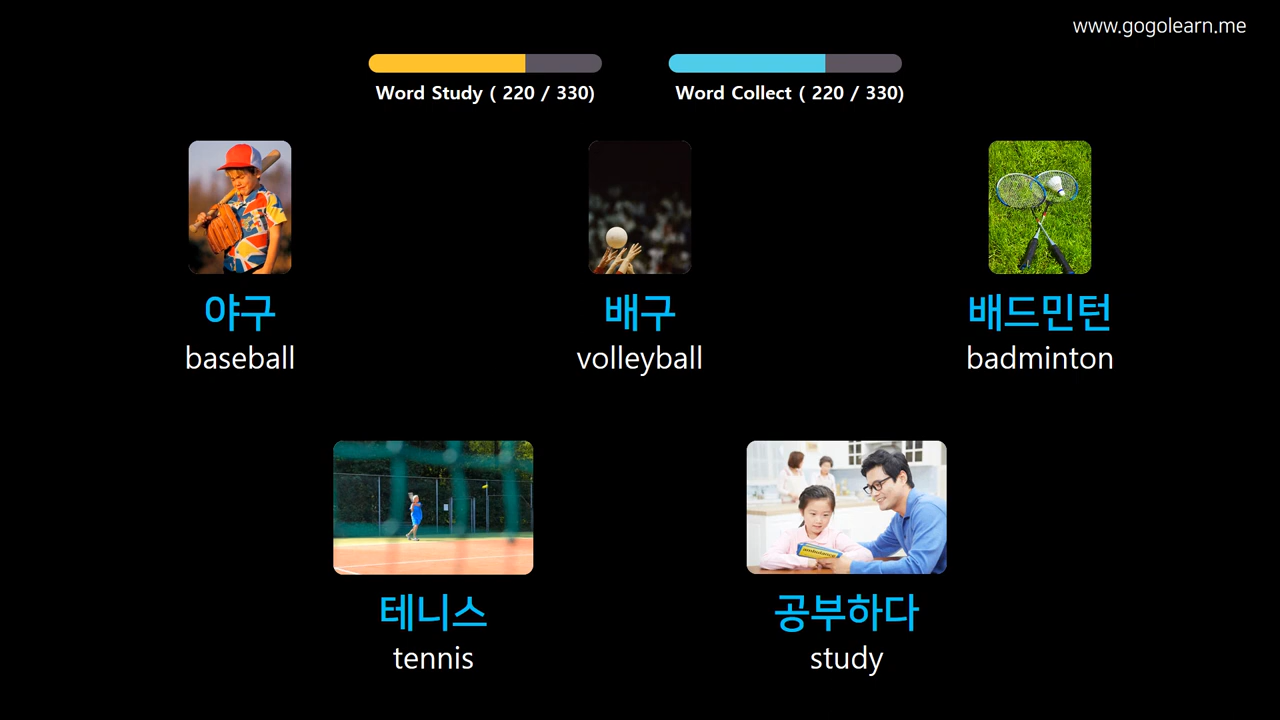 www.gogolearn.me
Word Study ( 220 / 330)
Word Collect ( 220 / 330)
야구
baseball
배구
volleyball
배드민턴
badminton
테니스
tennis
공부하다
study
ambulance